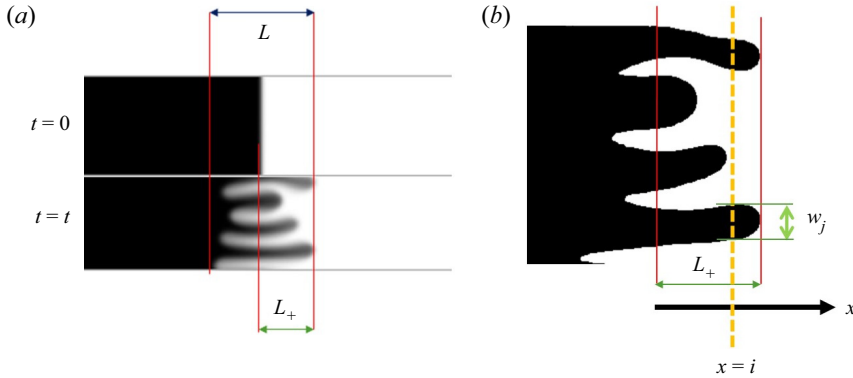 (a)
L
t = 0
t = t
L+
(b)
wj
L+
x
x = i